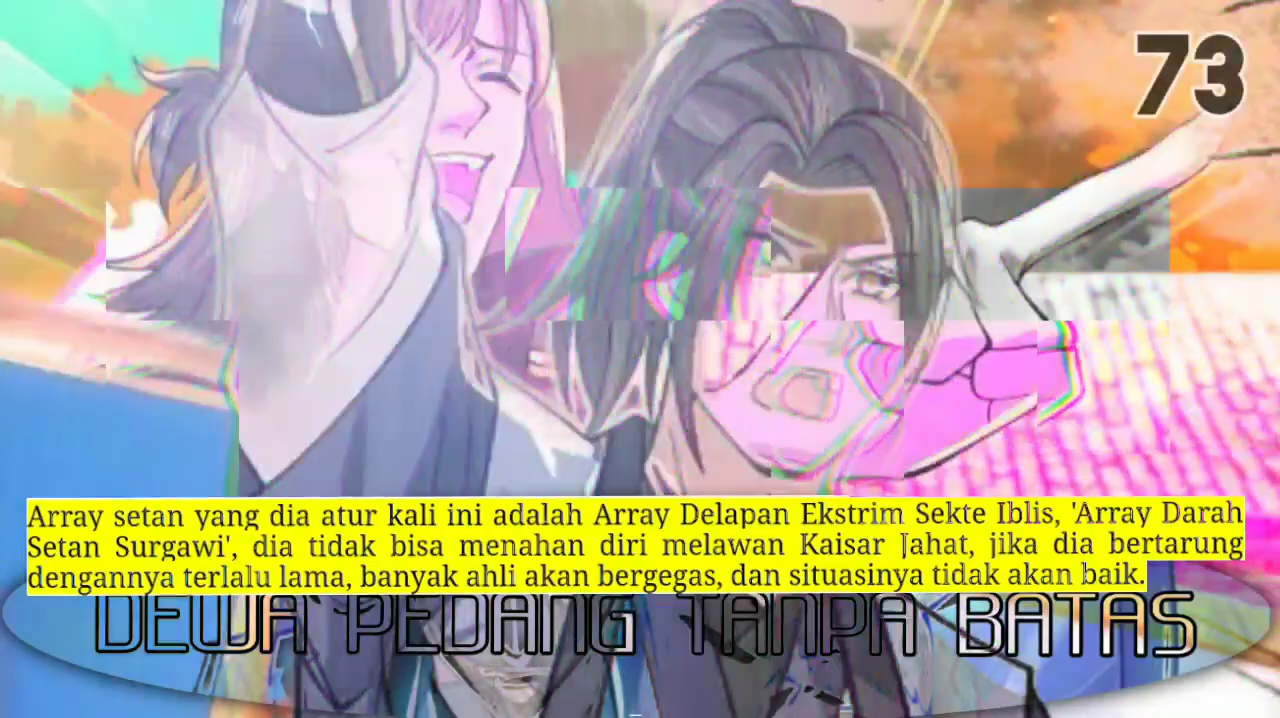 73
Array setan yang dia atur kali ini adalah Array Delapan Ekstrim Sekte Iblis, 'Array Darah
Setan Surgawi', dia tidak bisa menahan diri melawan Kaisar Jahat, jika dia bertarung
dengannya terlalu lama, banyak ahli akan bergegas, dan situasinya tidak akan baik.
DEWA PEDANG TANPA BATAS